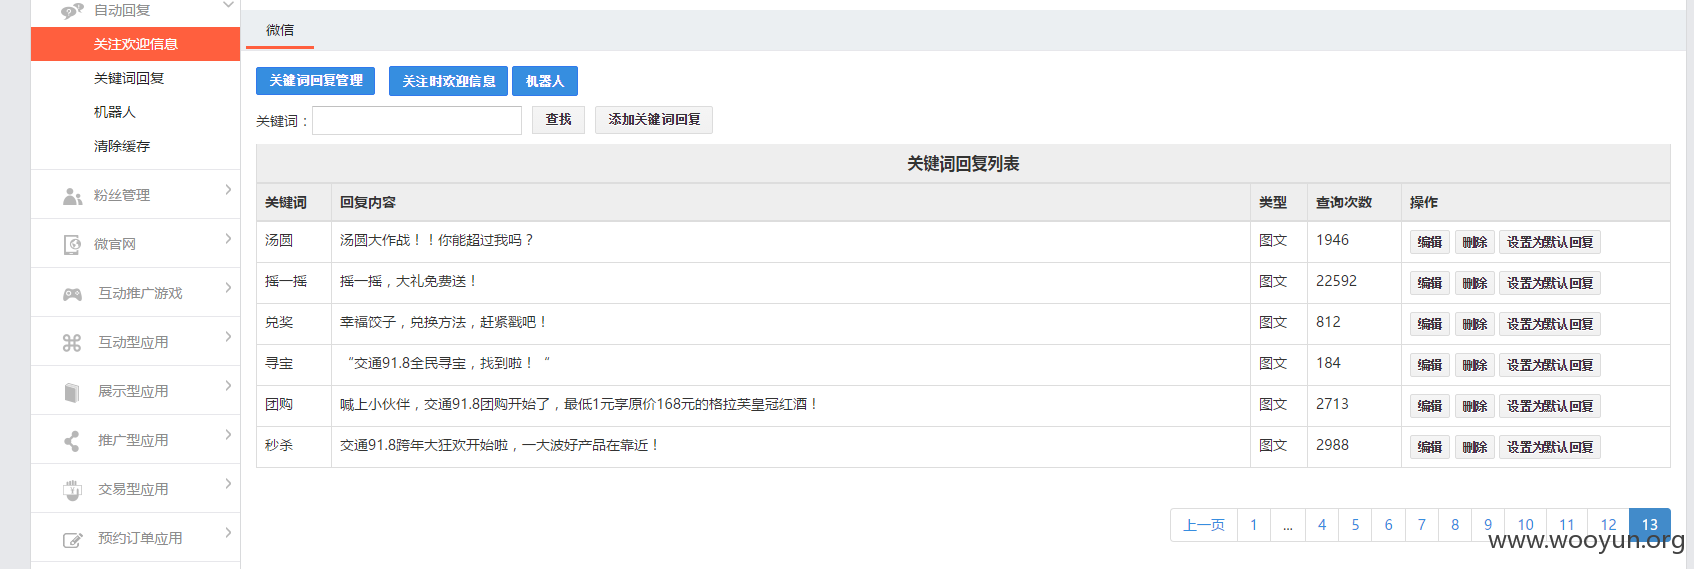 自动回复
关注欢迎信息
关键词回复
机器人
清除缓存
粉丝管理
微官网
互动推广游戏
互动型应用
展示型应用
推广型应用
交易型应用
预约订单应用
微信
关键词回复管理 关注时欢迎信息 机器人
关键词： 查找 添加关键词回复
关键词回复列表
关键词 回复内容 类型 查询次数 操作
汤圆 汤圆大作战！！你能超过我吗？ 图文 1946 编辑 删除 设置为默认回复
摇一摇 摇一摇，大礼免费送！ 图文 22592 编辑 删除 设置为默认回复
兑奖 幸福饺子，兑换方法，赶紧戳吧！ 图文 812 编辑 删除 设置为默认回复
寻宝 “交通91.8全民寻宝，找到啦！ “ 图文 184 编辑 删除 设置为默认回复
团购 喊上小伙伴，交通91.8团购开始了，最低1元享原价168元的格拉芙皇冠红酒！ 图文 2713 编辑 删除 设置为默认回复
秒杀 交通91.8跨年大狂欢开始啦，一大波好产品在靠近！ 图文 2988 编辑 删除 设置为默认回复
上一页 1 ... 4 5 6 7 8 9 10 11 12 13
www.wooyun.org